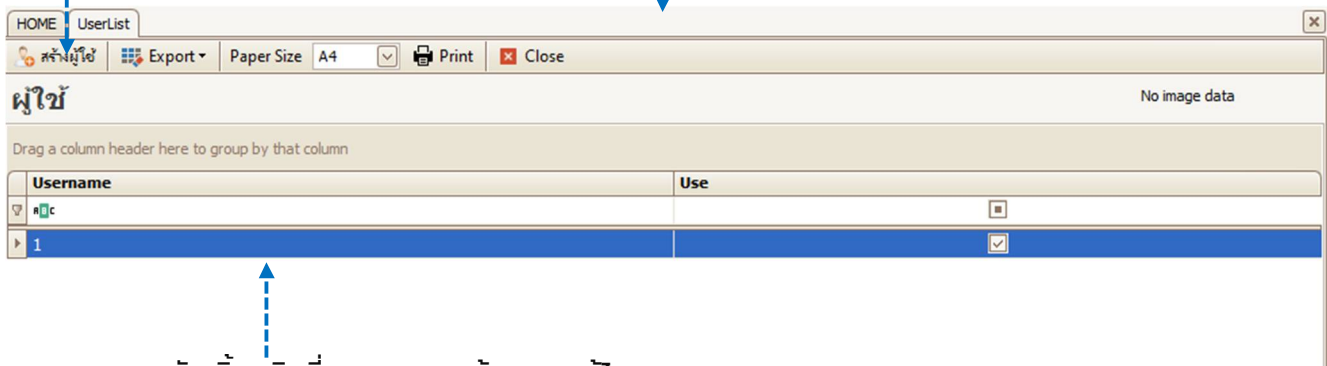 HOME UserList
สร้างผู้ใช้ Export Paper Size A4 Print Close
ผู้ใช้ No image data
Drag a column header here to group by that column
Username Use
ABC
1